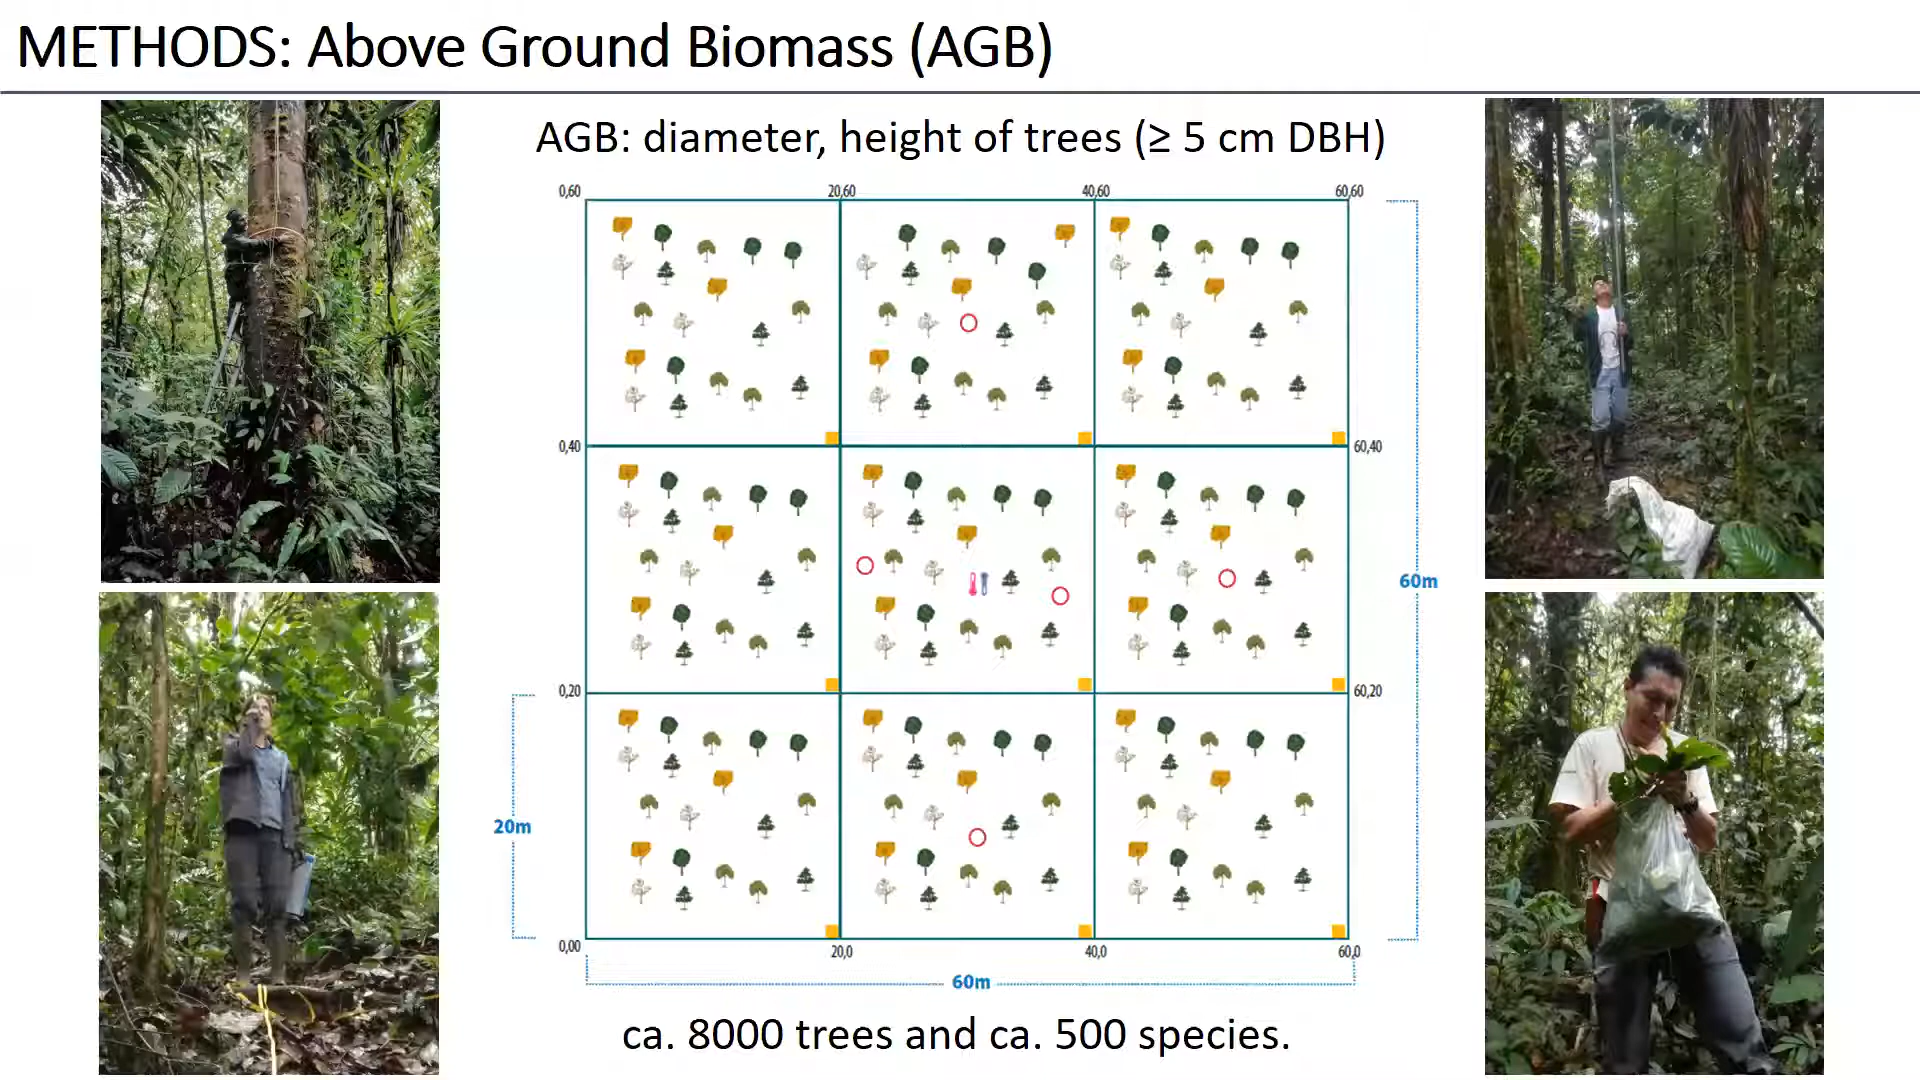 METHODS: Above Ground Biomass (AGB)
AGB: diameter, height of trees (≥ 5 cm DBH)
0,60
20,60
40,60
60,60
0,40
60,40
60m
0,20
60,20
20m
0,00
20,0
40,0
60,0
60m
ca. 8000 trees and ca. 500 species.